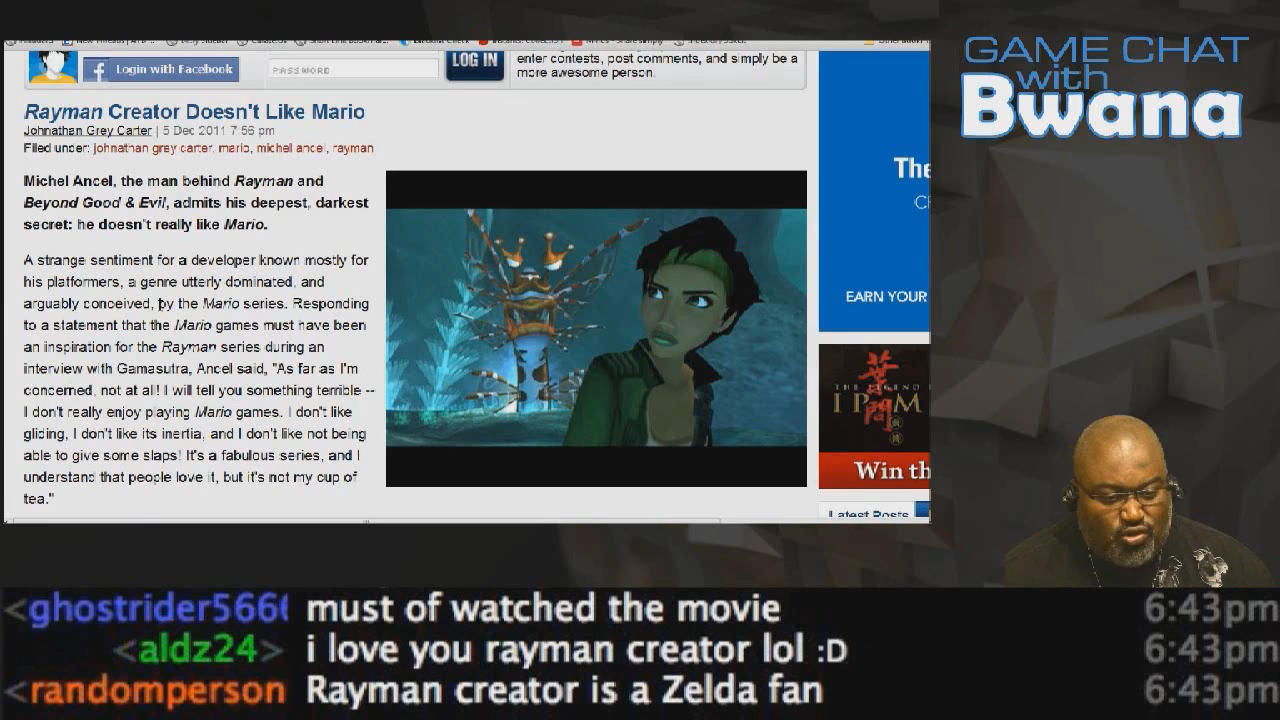 GAME CHAT
with
Bwana
Login with Facebook
PASSWORD
LOG IN
enter contests, post comments, and simply be a
more awesome person.
Rayman Creator Doesn't Like Mario
Johnathan Grey Carter | 5 Dec 2011 7:56 pm
Filed under: johnathan grey carter, mario, michel ancel, rayman
Michel Ancel, the man behind Rayman and
Beyond Good & Evil, admits his deepest, darkest
secret: he doesn't really like Mario.
A strange sentiment for a developer known mostly for
his platformers, a genre utterly dominated, and
arguably conceived, by the Mario series. Responding
to a statement that the Mario games must have been
an inspiration for the Rayman series during an
interview with Gamasutra, Ancel said, "As far as I'm
concerned, not at all! I will tell you something terrible --
I don't really enjoy playing Mario games. I don't like
gliding, I don't like its inertia, and I don't like not being
able to give some slaps! It's a fabulous series, and I
understand that people love it, but it's not my cup of
tea."
The
EARN YOUR
THE LEGEND
IP M
葉問
Win th
Latest Posts
<ghostrider566 must of watched the movie 6:43pm
<aldz24> i love you rayman creator lol :D 6:43pm
<randomperson Rayman creator is a Zelda fan 6:43pm